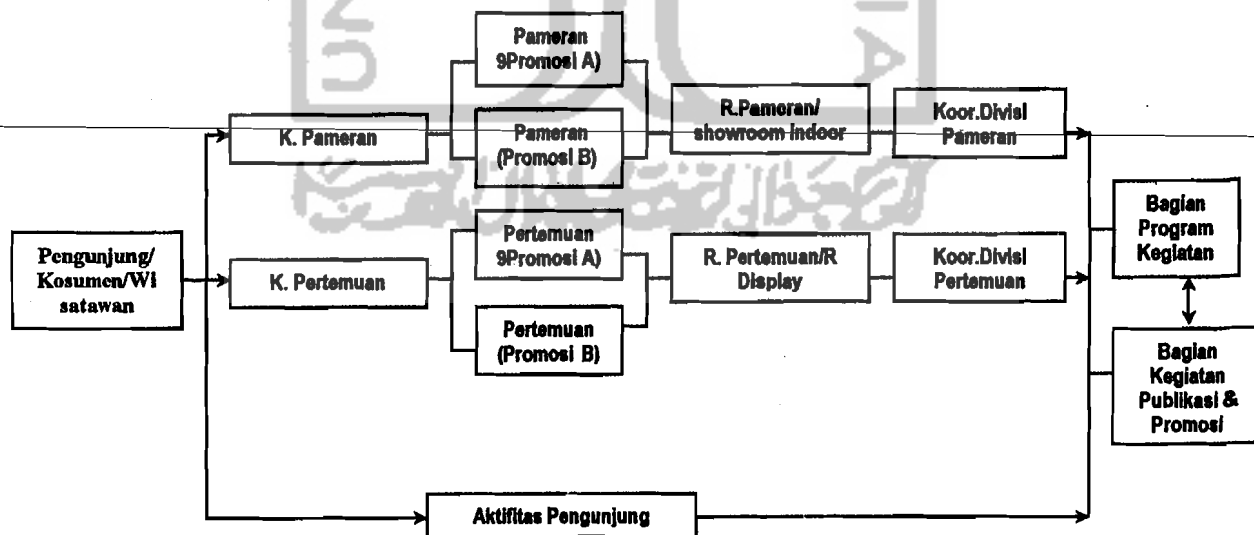 Pameran
9Promosi A)
Pameran
(Promosi B)
K. Pameran
R.Pameran/
showroom Indoor
Koor.Divisi
Pameran
Pengunjung/
Kosumen/Wi
satawan
K. Pertemuan
Pertemuan
9Promosi A)
Pertemuan
(Promosi B)
R. Pertemuan/R
Display
Koor.Divisi
Pertemuan
Bagian
Program
Kegiatan
Bagian
Kegiatan
Publikasi &
Promosi
Aktifitas Pengunjung